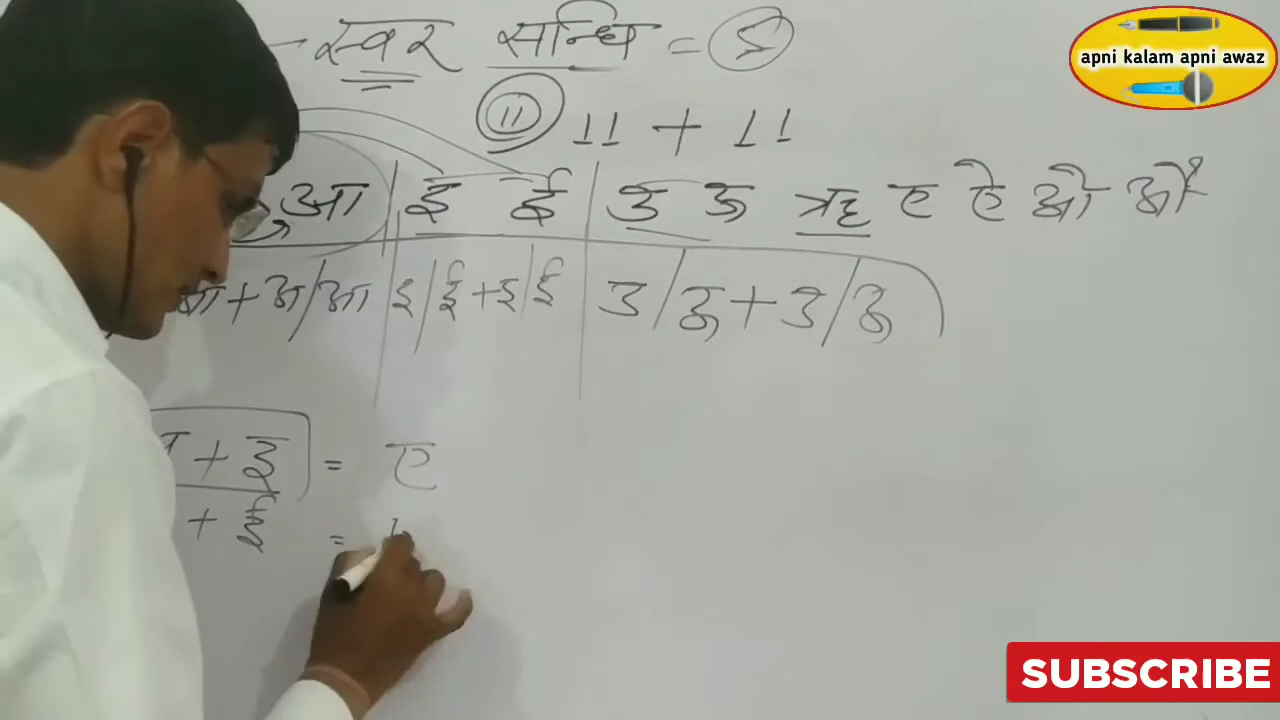 स्वर सन्धि = 5
apni kalam apni awaz
11 11 + 11
आ इ ई उ ऊ ऋ ए ऐ ओ औ
+ अ/आ इ/ई + इ/ई उ/ऊ + उ/ऊ
+ इ = ए
+ ई =
SUBSCRIBE